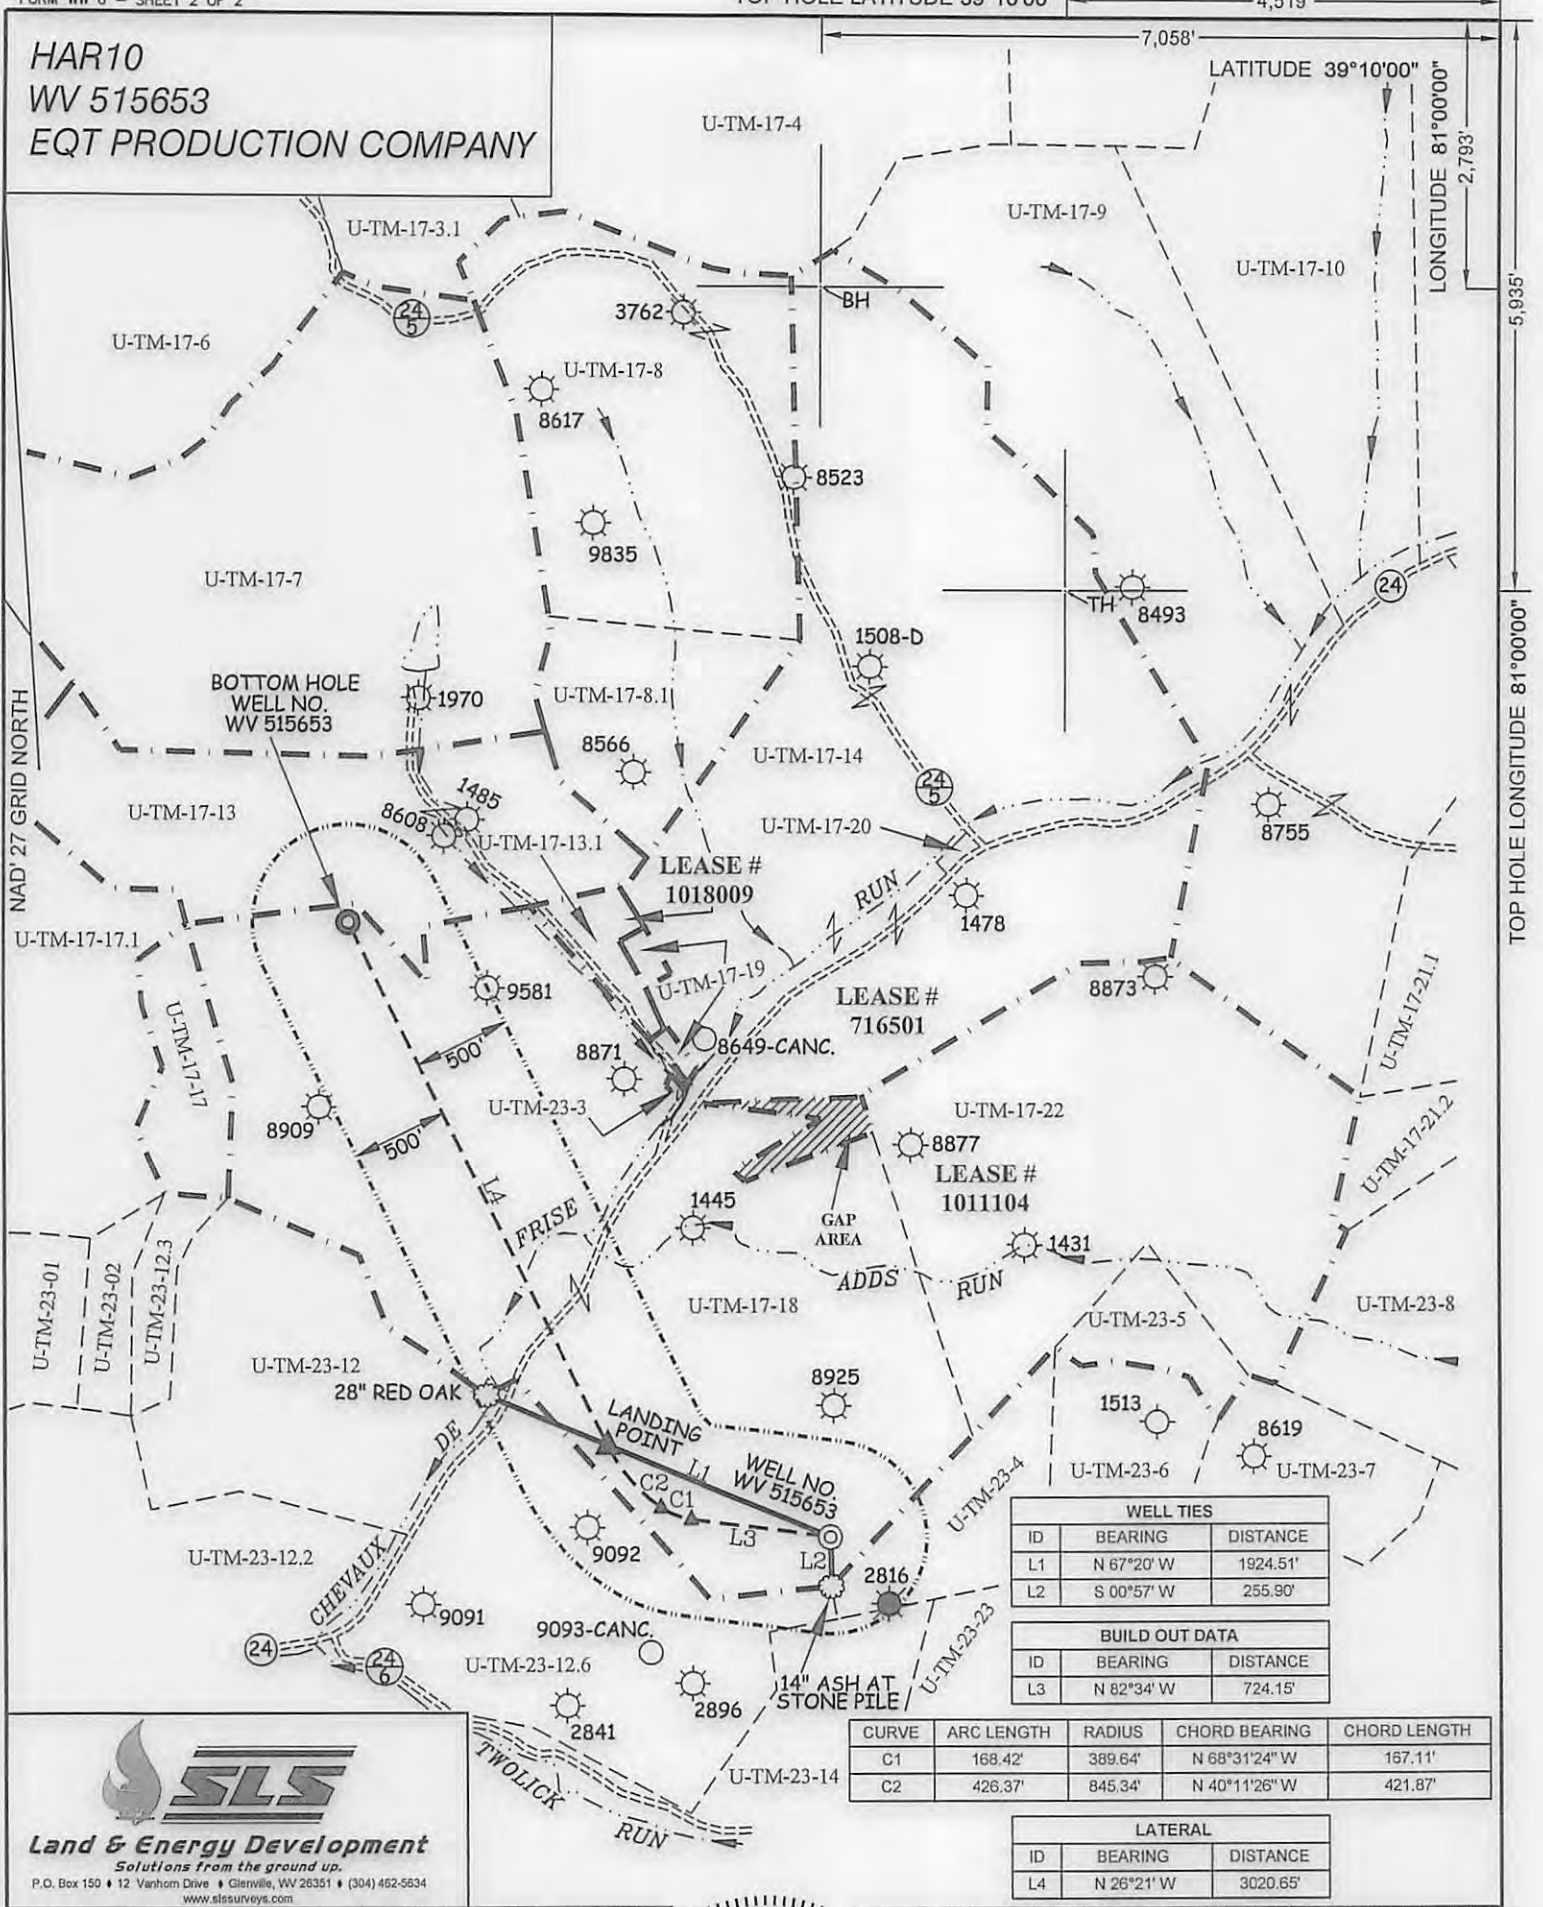 FORM WW-6 - SHEET 2 OF 2
TOP HOLE LATITUDE 39°10'00"
4,519'
7,058'
HAR10
WV 515653
EQT PRODUCTION COMPANY
LATITUDE 39°10'00"
LONGITUDE 81°00'00"
2,793'
5,935'
TOP HOLE LONGITUDE 81°00'00"
NAD' 27 GRID NORTH
U-TM-17-4
U-TM-17-3.1
U-TM-17-9
U-TM-17-10
24
5
3762
BH
U-TM-17-6
U-TM-17-8
8617
8523
9835
U-TM-17-7
TH
8493
24
1508-D
BOTTOM HOLE
WELL NO.
WV 515653
1970
U-TM-17-8.1
8566
U-TM-17-14
24
5
U-TM-17-13
1485
8608
U-TM-17-13.1
U-TM-17-20
8755
LEASE #
1018009
RUN
1478
U-TM-17-17.1
9581
U-TM-17-19
LEASE #
716501
8873
U-TM-17-21.1
U-TM-17-17
500'
8871
8649-CANC.
U-TM-23-3
U-TM-17-22
8909
500'
8877
U-TM-17-21.2
LEASE #
1011104
L4
1445
GAP
AREA
FRISE
1431
ADDS
RUN
U-TM-23-01
U-TM-23-02
U-TM-23-12.3
U-TM-17-18
U-TM-23-5
U-TM-23-8
U-TM-23-12
28" RED OAK
8925
1513
8619
LANDING
POINT
DE
L1
WELL NO.
WV 515653
C2
C1
L3
L2
U-TM-23-4
U-TM-23-6
U-TM-23-7
9092
U-TM-23-12.2
2816
CHEVAUX
9091
9093-CANC.
24
24
6
U-TM-23-12.6
2896
2841
14" ASH AT
STONE PILE
U-TM-23-23
U-TM-23-14
TWOLICK
RUN
WELL TIES
ID BEARING DISTANCE
L1 N 67°20' W 1924.51'
L2 S 00°57' W 255.90'
BUILD OUT DATA
ID BEARING DISTANCE
L3 N 82°34' W 724.15'
CURVE ARC LENGTH RADIUS CHORD BEARING CHORD LENGTH
C1 168.42' 389.64' N 68°31'24" W 167.11'
C2 426.37' 845.34' N 40°11'26" W 421.87'
LATERAL
ID BEARING DISTANCE
L4 N 26°21' W 3020.65'
SLS
Land & Energy Development
Solutions from the ground up.
P.O. Box 150 ♦ 12 Vanhorn Drive ♦ Glenville, WV 26351 ♦ (304) 462-5634
www.slssurveys.com